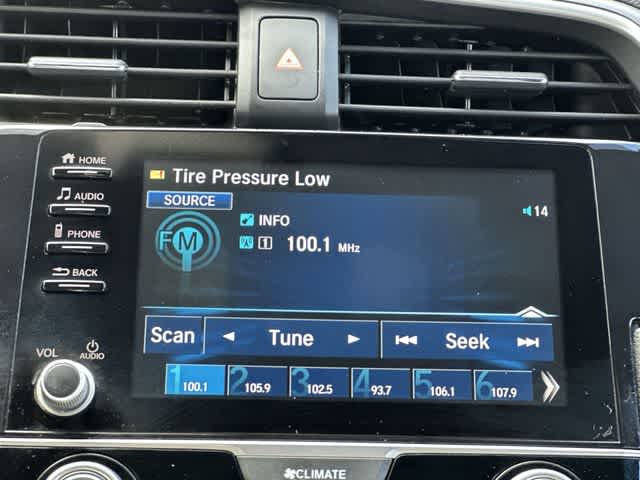 HOME
AUDIO
PHONE
BACK
VOL
AUDIO
Tire Pressure Low
SOURCE
14
INFO
FM
1 100.1 MHz
Scan Tune Seek
1 100.1 2 105.9 3 102.5 4 93.7 5 106.1 6 107.9
CLIMATE